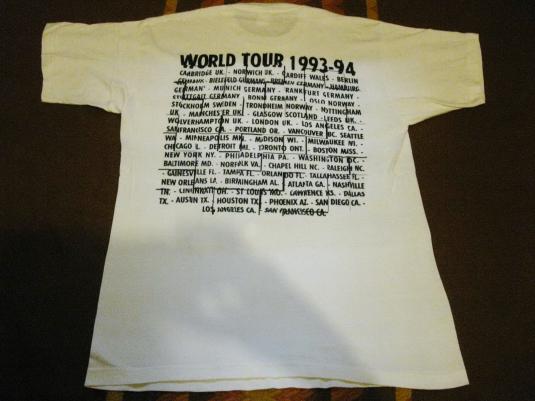 WORLD TOUR 1993-94
CAMBRIDGE UK. - NORWICH UK. - CARDIFF WALES - BERLIN
GERMANY - BIELEFELD GERMANY - BREMEN GERMANY - HAMBURG
GERMAN' - MUNICH GERMANY - FRANKFURT GERMANY -
STUTTGART GERMANY - BONN GERMANY - OSLO NORWAY -
STOCKHOLM SWEDEN - TRONDHEIM NORWAY - NOTTINGHAM
UK. - MANCHESTER UK. - GLASGOW SCOTLAND - LEEDS UK. -
WOLVERHAMPTON UK - LONDON UK. - LOS ANGELES CA. -
SAN FRANCISCO CA. - PORTLAND OR. - VANCOUVER BC. SEATTLE
WA - MINNEAPOLIS MN. - MADISON WI. - MILWAUKEE WI.
CHICAGO IL. - DETROIT MI. - TORONTO ONT. - BOSTON MASS. -
NEW YORK NY. - PHILADELPHIA PA. - WASHINGTON DC. -
BALTIMORE MD. - NORFOLK VA. - CHAPEL HILL NC. - RALEIGH NC.
- GAINESVILLE FL. - TAMPA FL. - ORLANDO FL. - TALLAHASSEE FL. -
NEW ORLEANS LA. - BIRMINGHAM AL. - ATLANTA GA. - NASHVILLE
TN. - CINCINNATI OH. - ST LOUIS MO. - LAWRENCE KS. - DALLAS
TX. - AUSTIN TX. - HOUSTON TX. - PHOENIX AZ. - SAN DIEGO CA. -
LOS ANGELES CA. - SAN FRANCISCO CA.